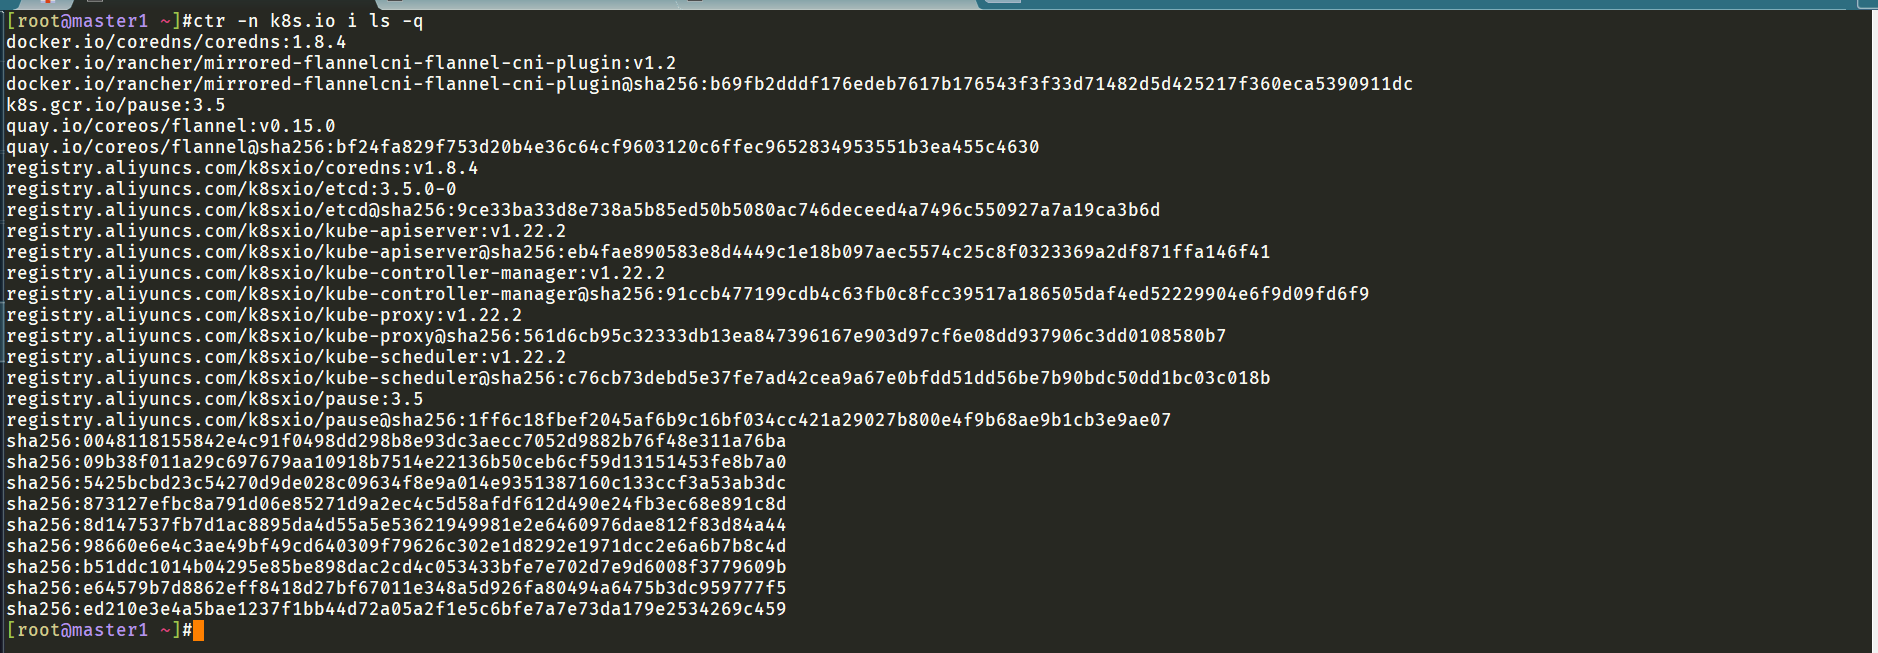 [root@master1 ~]#ctr -n k8s.io i ls -q
docker.io/coredns/coredns:1.8.4
docker.io/rancher/mirrored-flannelcni-flannel-cni-plugin:v1.2
docker.io/rancher/mirrored-flannelcni-flannel-cni-plugin@sha256:b69fb2dddf176edeb7617b176543f3f33d71482d5d425217f360eca5390911dc
k8s.gcr.io/pause:3.5
quay.io/coreos/flannel:v0.15.0
quay.io/coreos/flannel@sha256:bf24fa829f753d20b4e36c64cf9603120c6ffec9652834953551b3ea455c4630
registry.aliyuncs.com/k8sxio/coredns:v1.8.4
registry.aliyuncs.com/k8sxio/etcd:3.5.0-0
registry.aliyuncs.com/k8sxio/etcd@sha256:9ce33ba33d8e738a5b85ed50b5080ac746deceed4a7496c550927a7a19ca3b6d
registry.aliyuncs.com/k8sxio/kube-apiserver:v1.22.2
registry.aliyuncs.com/k8sxio/kube-apiserver@sha256:eb4fae890583e8d4449c1e18b097aec5574c25c8f0323369a2df871ffa146f41
registry.aliyuncs.com/k8sxio/kube-controller-manager:v1.22.2
registry.aliyuncs.com/k8sxio/kube-controller-manager@sha256:91ccb477199cdb4c63fb0c8fcc39517a186505daf4ed52229904e6f9d09fd6f9
registry.aliyuncs.com/k8sxio/kube-proxy:v1.22.2
registry.aliyuncs.com/k8sxio/kube-proxy@sha256:561d6cb95c32333db13ea847396167e903d97cf6e08dd937906c3dd0108580b7
registry.aliyuncs.com/k8sxio/kube-scheduler:v1.22.2
registry.aliyuncs.com/k8sxio/kube-scheduler@sha256:c76cb73debd5e37fe7ad42cea9a67e0bfdd51dd56be7b90bdc50dd1bc03c018b
registry.aliyuncs.com/k8sxio/pause:3.5
registry.aliyuncs.com/k8sxio/pause@sha256:1ff6c18fbef2045af6b9c16bf034cc421a29027b800e4f9b68ae9b1cb3e9ae07
sha256:0048118155842e4c91f0498dd298b8e93dc3aecc7052d9882b76f48e311a76ba
sha256:09b38f011a29c697679aa10918b7514e22136b50ceb6cf59d13151453fe8b7a0
sha256:5425bcbd23c54270d9de028c09634f8e9a014e9351387160c133ccf3a53ab3dc
sha256:873127efbc8a791d06e85271d9a2ec4c5d58afdf612d490e24fb3ec68e891c8d
sha256:8d147537fb7d1ac8895da4d55a5e53621949981e2e6460976dae812f83d84a44
sha256:98660e6e4c3ae49bf49cd640309f79626c302e1d8292e1971dcc2e6a6b7b8c4d
sha256:b51ddc1014b04295e85be898dac2cd4c053433bfe7e702d7e9d6008f3779609b
sha256:e64579b7d8862eff8418d27bf67011e348a5d926fa80494a6475b3dc959777f5
sha256:ed210e3e4a5bae1237f1bb44d72a05a2f1e5c6bfe7a7e73da179e2534269c459
[root@master1 ~]#